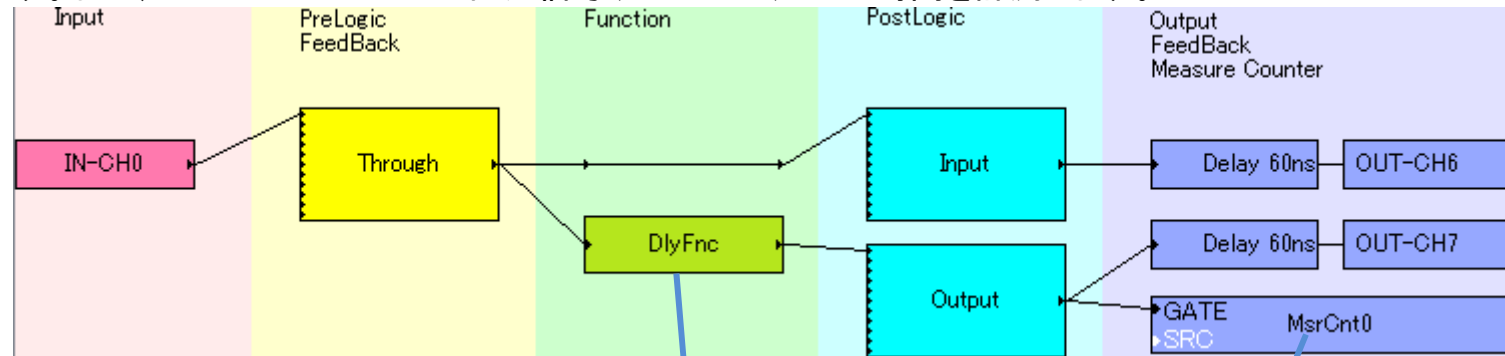 Input
PreLogic
FeedBack
Function
PostLogic
Output
FeedBack
Measure Counter
IN-CH0
Through
Input
Delay 60ns
OUT-CH6
DlyFnc
Delay 60ns
OUT-CH7
Output
GATE
MsrCnt0
SRC